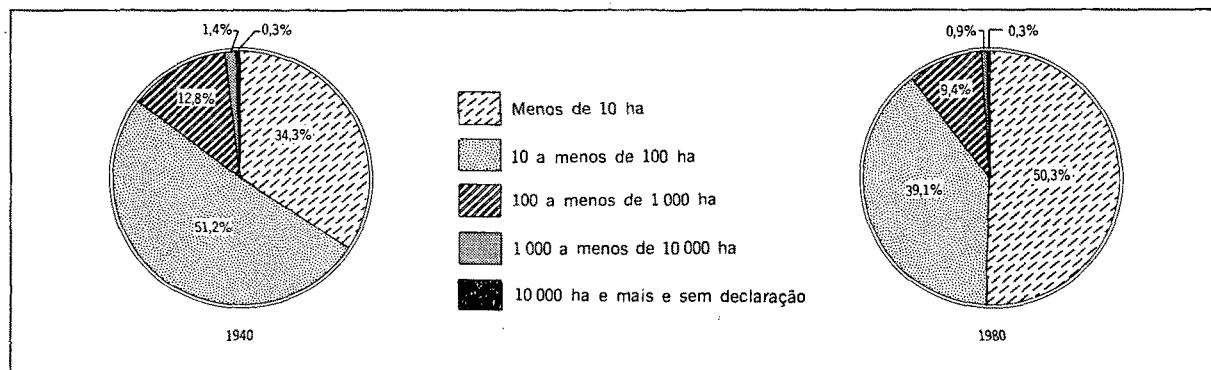 1,4%
0,3%
12,8%
34,3%
51,2%
1940
Menos de 10 ha
10 a menos de 100 ha
100 a menos de 1 000 ha
1 000 a menos de 10 000 ha
10 000 ha e mais e sem declaração
0,9%
0,3%
9,4%
39,1%
50,3%
1980